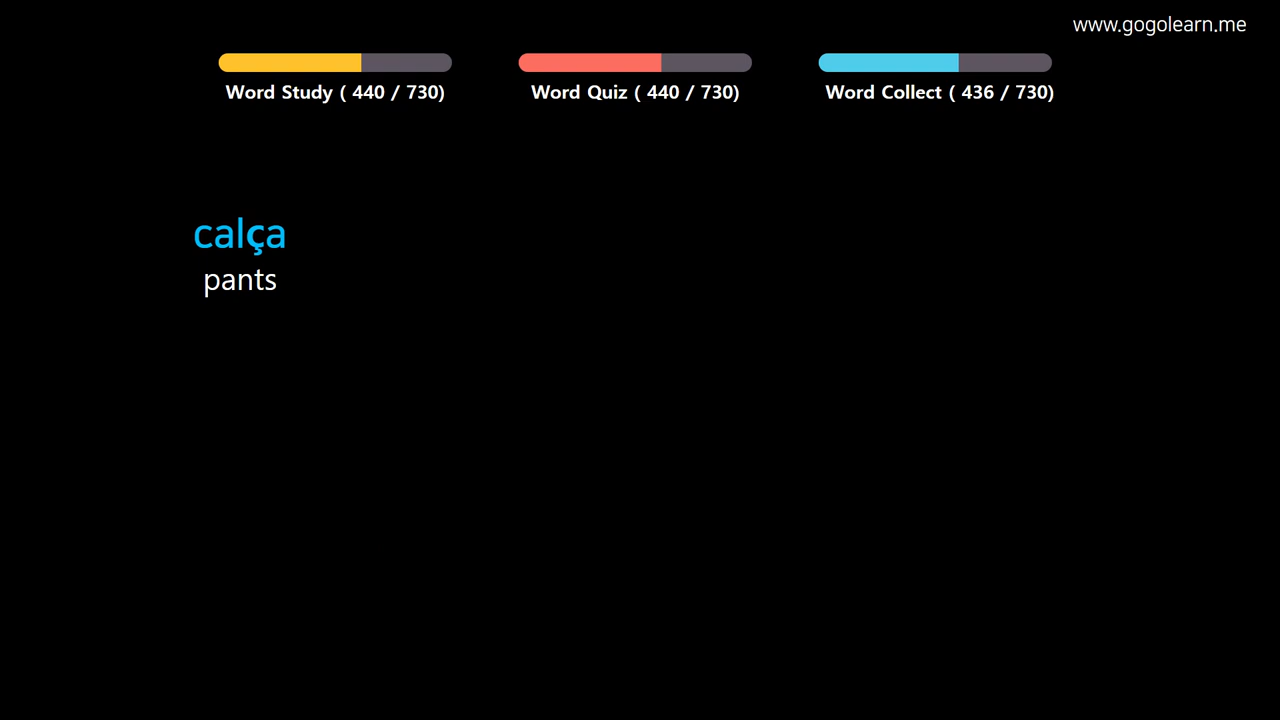 www.gogolearn.me
Word Study ( 440 / 730)
Word Quiz ( 440 / 730)
Word Collect ( 436 / 730)
calça
pants